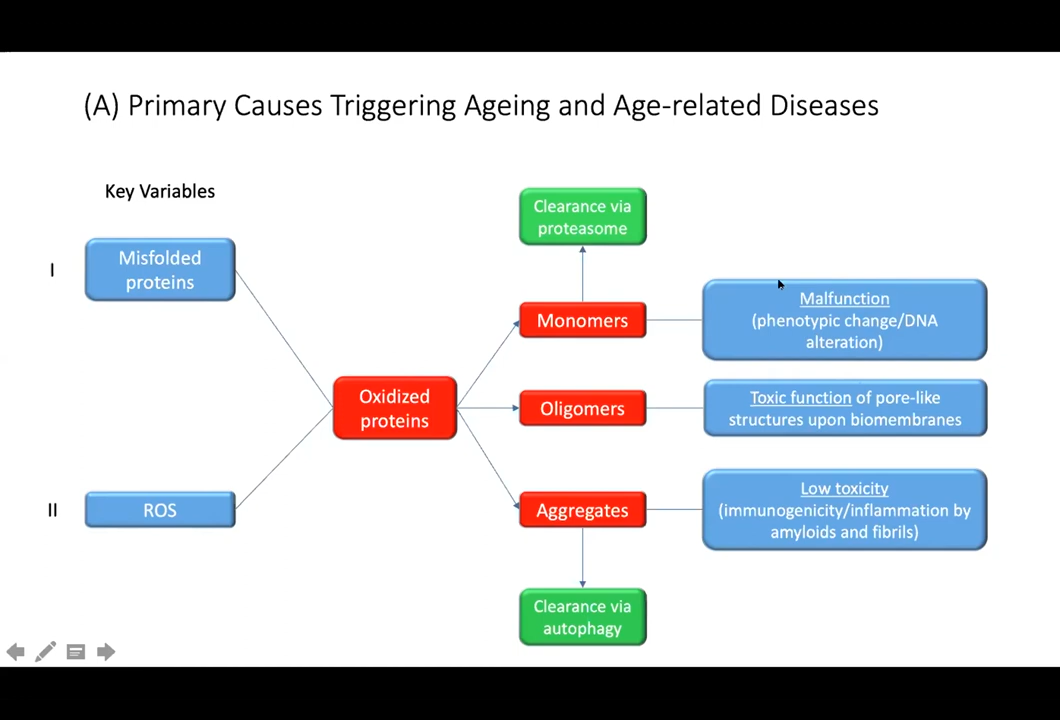 (A) Primary Causes Triggering Ageing and Age-related Diseases
Key Variables
I
Misfolded
proteins
II
ROS
Oxidized
proteins
Clearance via
proteasome
Monomers
Malfunction
(phenotypic change/DNA
alteration)
Oligomers
Toxic function of pore-like
structures upon biomembranes
Aggregates
Low toxicity
(immunogenicity/inflammation by
amyloids and fibrils)
Clearance via
autophagy